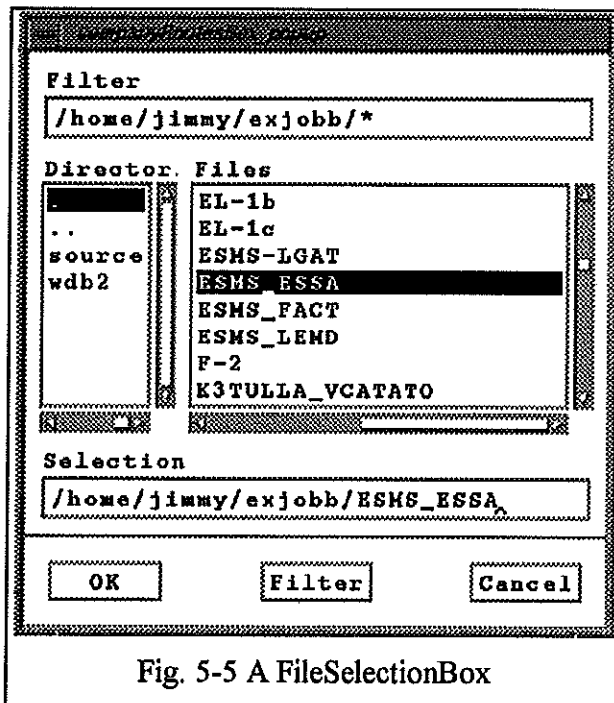 Filter
/home/jimmy/exjobb/*
Director. Files
.
..
source
wdb2
EL-1b
EL-1c
ESMS-LGAT
ESMS_ESSA
ESMS_FACT
ESMS_LEMD
F-2
K3TULLA_VCATATO
Selection
/home/jimmy/exjobb/ESMS_ESSA
OK Filter Cancel
Fig. 5-5 A FileSelectionBox